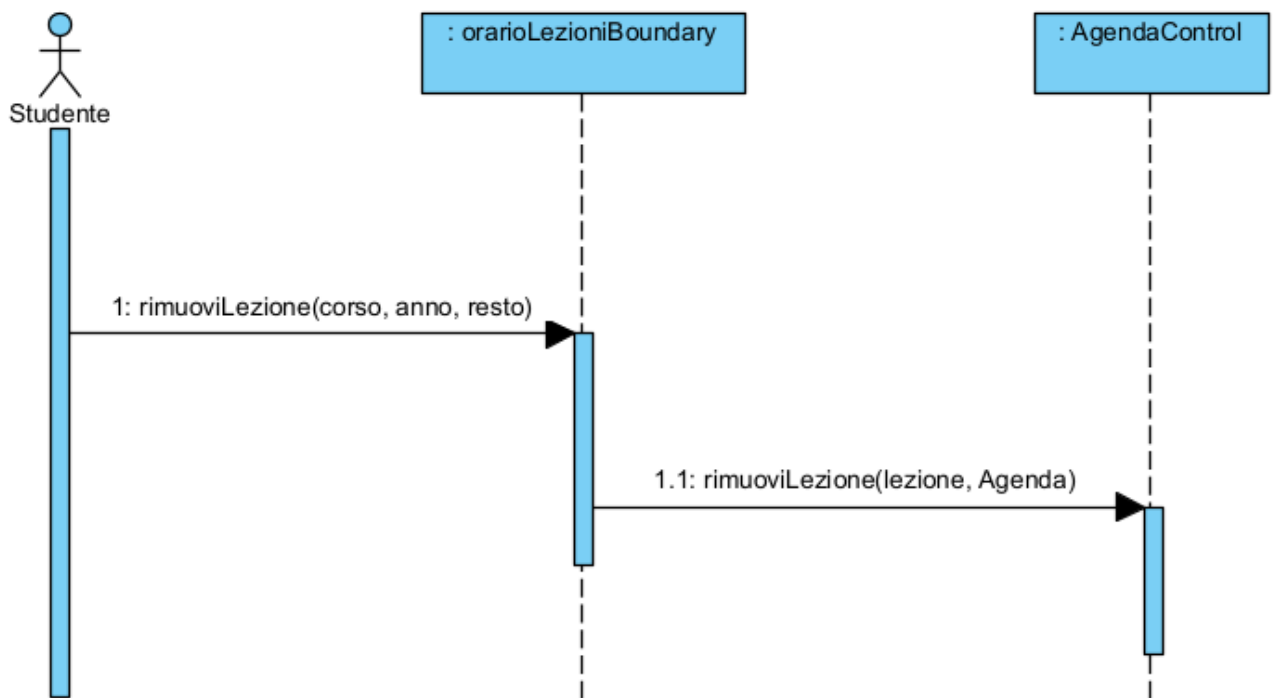 : orarioLezioniBoundary
: AgendaControl
Studente
1: rimuoviLezione(corso, anno, resto)
1.1: rimuoviLezione(lezione, Agenda)